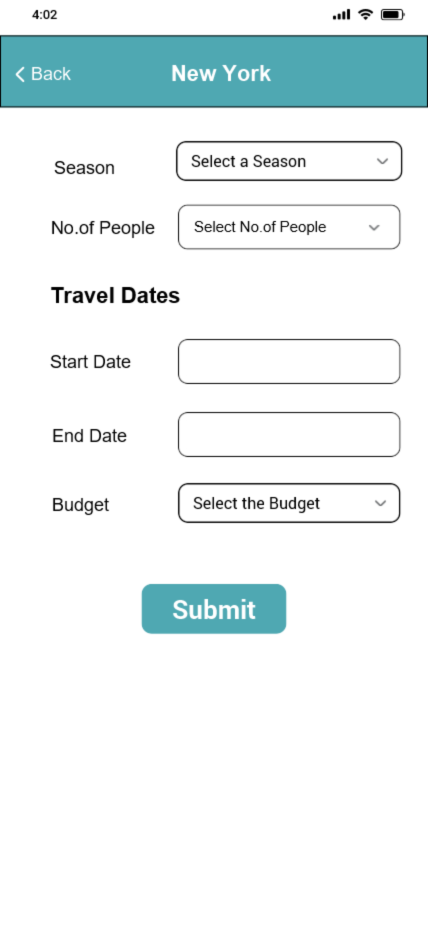 4:02
Back
New York
Season
Select a Season
No.of People
Select No.of People
Travel Dates
Start Date
End Date
Budget
Select the Budget
Submit